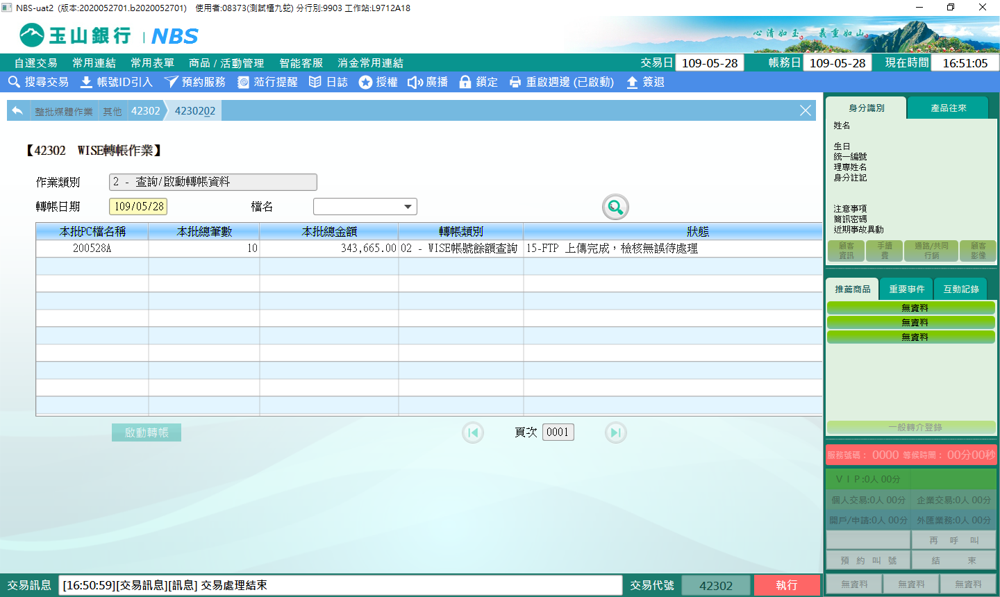 NBS-uat2 (版本:2020052701.b2020052701) 使用者:08373(測試櫃九蛇) 分行別:9903 工作站:L9712A18
玉山銀行 NBS
心清如玉。 義重如山。
自選交易 常用連結 常用表單 商品 / 活動管理 智能客服 消金常用連結 交易日 109-05-28 帳務日 109-05-28 現在時間 16:51:05
搜尋交易 帳號ID引入 預約服務 蒞行提醒 日誌 授權 廣播 鎖定 重啟週邊 (已啟動) 簽退
整批媒體作業 其他 42302 4230202
【42302 WISE轉帳作業】
作業類別 2 - 查詢/啟動轉帳資料
轉帳日期 109/05/28 檔名
本批PC檔名稱 本批總筆數 本批總金額 轉帳類別 狀態
200528A 10 343,665.00 02 - WISE帳號餘額查詢 15-FTP 上傳完成，檢核無誤待處理
啟動轉帳 頁次 0001
身分識別 產品往來
姓名
生日
統一編號
理專姓名
身分註記
注意事項
簡訊密碼
近期事故異動
顧客資訊 手續費 通路/共同行銷 顧客影像
推薦商品 重要事件 互動記錄
無資料
無資料
無資料
一般轉介登錄
服務號碼： 0000 等候時間： 00分00秒
ＶＩＰ:0人 00分
個人交易:0人 00分 企業交易:0人 00分
開戶/申請:0人 00分 外匯業務:0人 00分
再 呼 叫
預 約 叫 號 結 束
無資料 無資料 無資料
交易訊息 [16:50:59][交易訊息][訊息] 交易處理結束 交易代號 42302 執行